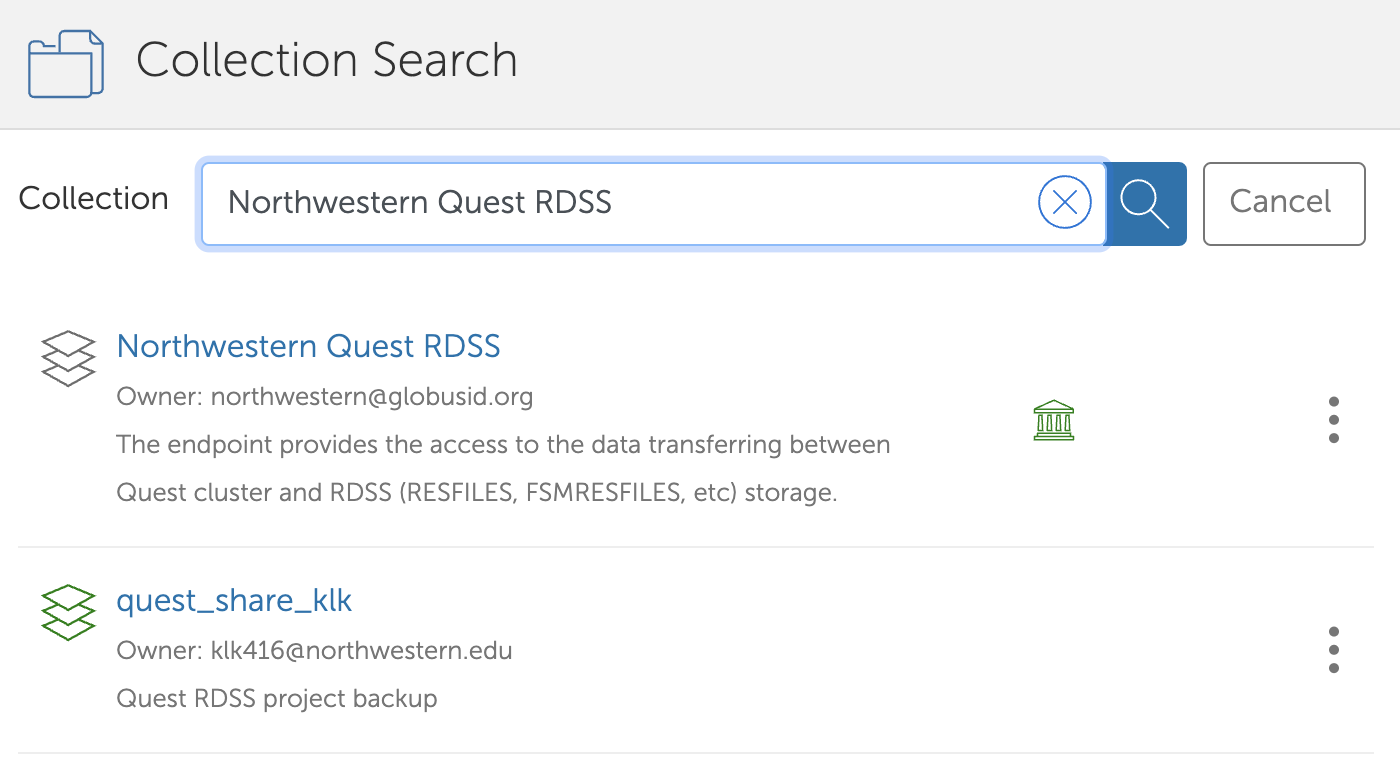 Collection Search
Collection
Northwestern Quest RDSS
Cancel
Northwestern Quest RDSS
Owner: northwestern@globusid.org
The endpoint provides the access to the data transferring between
Quest cluster and RDSS (RESFILES, FSMRESFILES, etc) storage.
quest_share_klk
Owner: klk416@northwestern.edu
Quest RDSS project backup